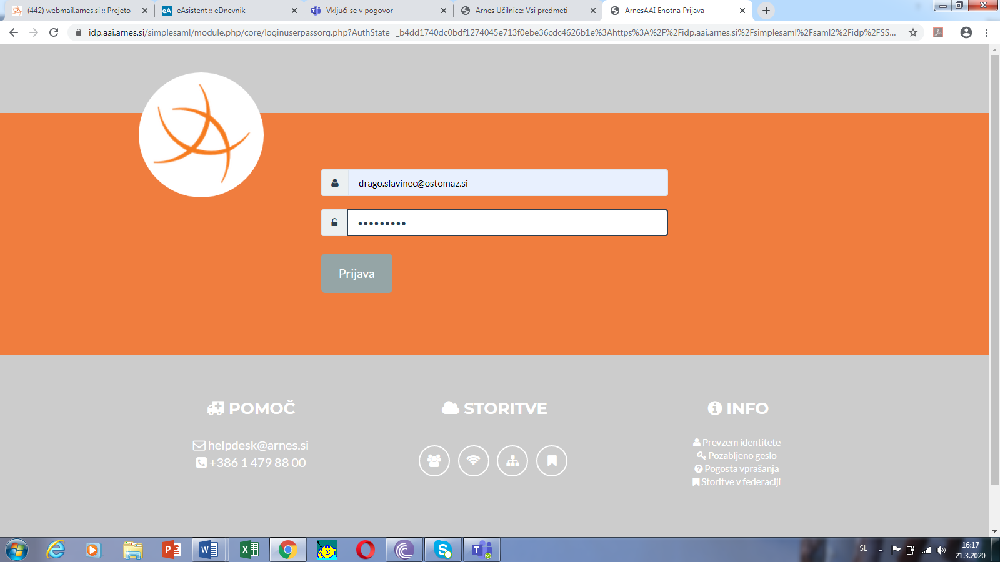 (442) webmail.arnes.si :: Prejeto
eAsistent :: eDnevnik
Vključi se v pogovor
Arnes Učilnice: Vsi predmeti
ArnesAAI Enotna Prijava
idp.aai.arnes.si/simplesaml/module.php/core/loginuserpassorg.php?AuthState=_b4dd1740dc0bdf1274045e713f0ebe36cdc4626b1e%3Ahttps%3A%2F%2Fidp.aai.arnes.si%2Fsimplesaml%2Fsaml2%2Fidp%2FSS...
drago.slavinec@ostomaz.si
Prijava
POMOČ
helpdesk@arnes.si
+386 1 479 88 00
STORITVE
INFO
Prevzem identitete
Pozabljeno geslo
Pogosta vprašanja
Storitve v federaciji
SL
16:17
21.3.2020